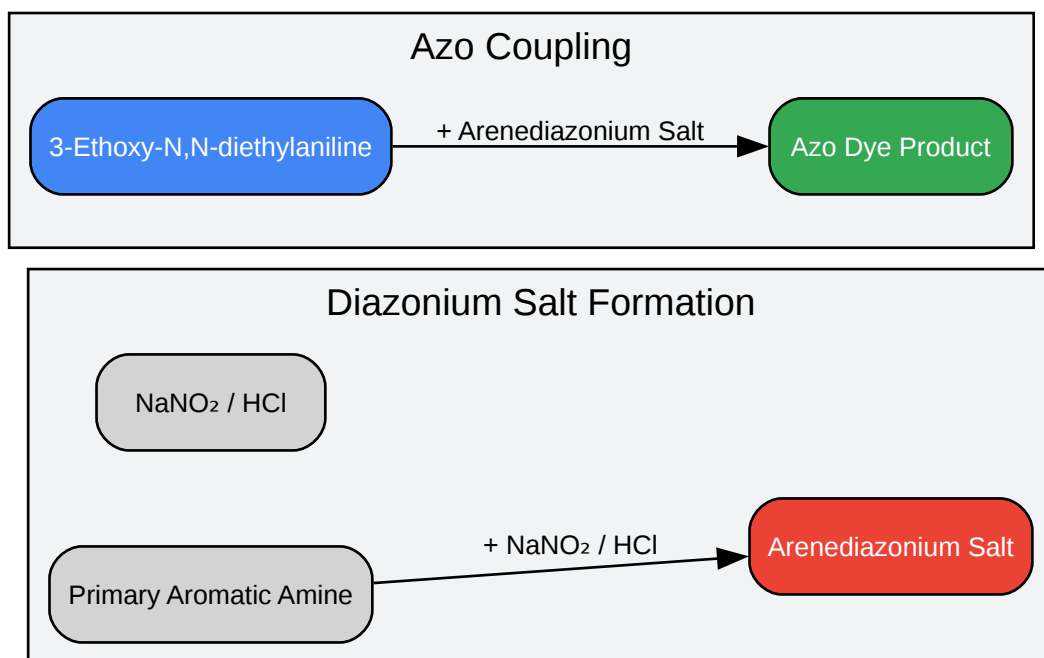 Azo Coupling
3-Ethoxy-N,N-diethylaniline
+ Arenediazonium Salt
Azo Dye Product
Diazonium Salt Formation
NaNO₂ / HCl
Primary Aromatic Amine
+ NaNO₂ / HCl
Arenediazonium Salt